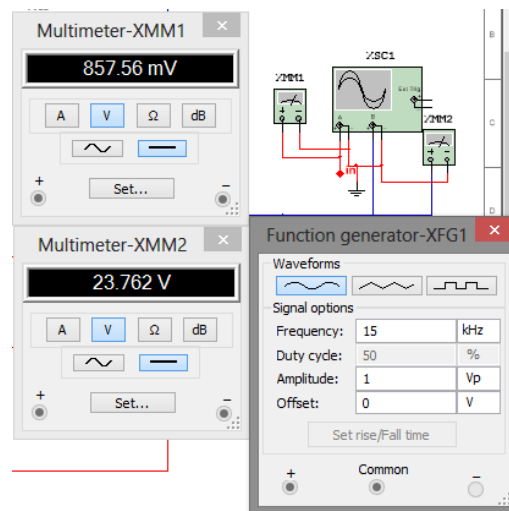 Multimeter-XMM1
857.56 mV
A V Ω dB
+ Set... -
Multimeter-XMM2
23.762 V
A V Ω dB
+ Set... -
XSC1
XMM1
Ext Trig
A B
XMM2
in
B
C
D
Function generator-XFG1
Waveforms
Signal options
Frequency: 15 kHz
Duty cycle: 50 %
Amplitude: 1 Vp
Offset: 0 V
Set rise/Fall time
+ Common -